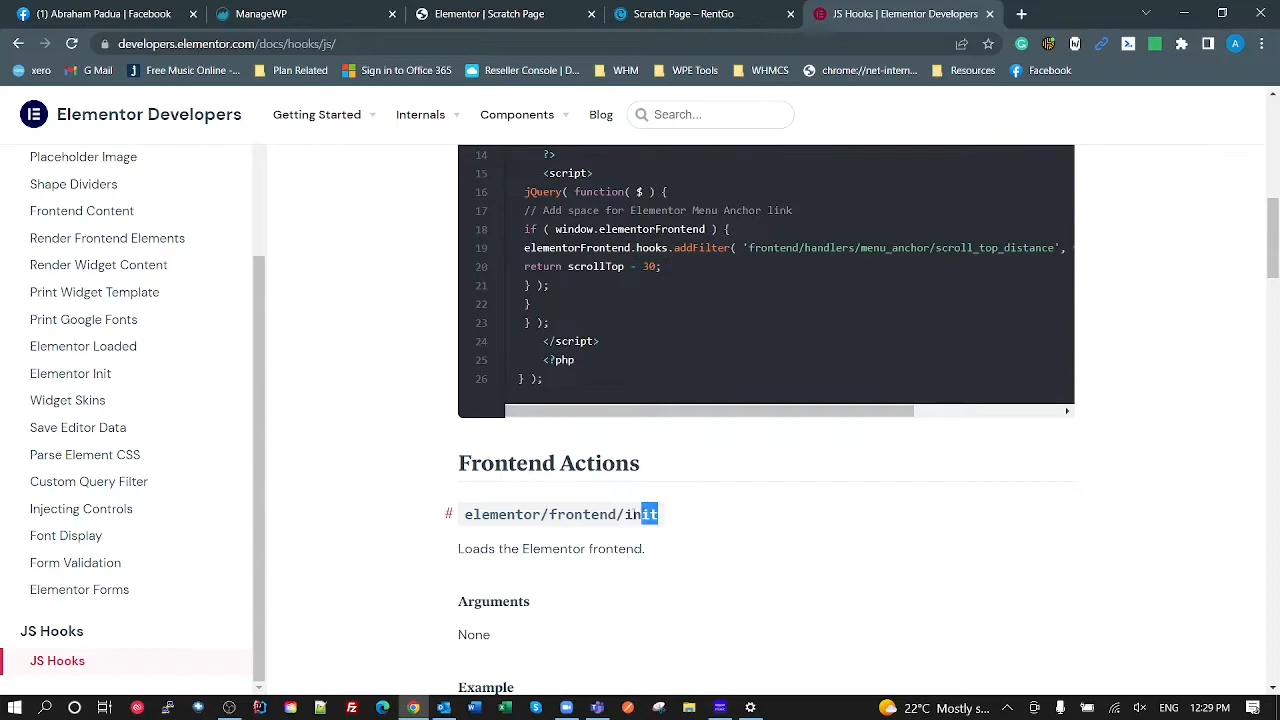 (1) Abraham Padua | Facebook
ManageWP
Elementor | Scratch Page
Scratch Page – RentGo
JS Hooks | Elementor Developers
developers.elementor.com/docs/hooks/js/
xero
G Mail
Free Music Online -...
Plan Related
Sign in to Office 365
Reseller Console | D...
WHM
WPE Tools
WHMCS
chrome://net-intern...
Resources
Facebook
Elementor Developers
Getting Started
Internals
Components
Blog
Search...
Placeholder Image
Shape Dividers
Frontend Content
Render Frontend Elements
Render Widget Content
Print Widget Template
Print Google Fonts
Elementor Loaded
Elementor Init
Widget Skins
Save Editor Data
Parse Element CSS
Custom Query Filter
Injecting Controls
Font Display
Form Validation
Elementor Forms
JS Hooks
JS Hooks
14 ?>
15 <script>
16 jQuery( function( $ ) {
17 // Add space for Elementor Menu Anchor link
18 if ( window.elementorFrontend ) {
19 elementorFrontend.hooks.addFilter( 'frontend/handlers/menu_anchor/scroll_top_distance',
20 return scrollTop - 30;
21 } );
22 }
23 } );
24 </script>
25 <?php
26 } );
Frontend Actions
# elementor/frontend/init
Loads the Elementor frontend.
Arguments
None
Example
22°C Mostly s...
12:29 PM